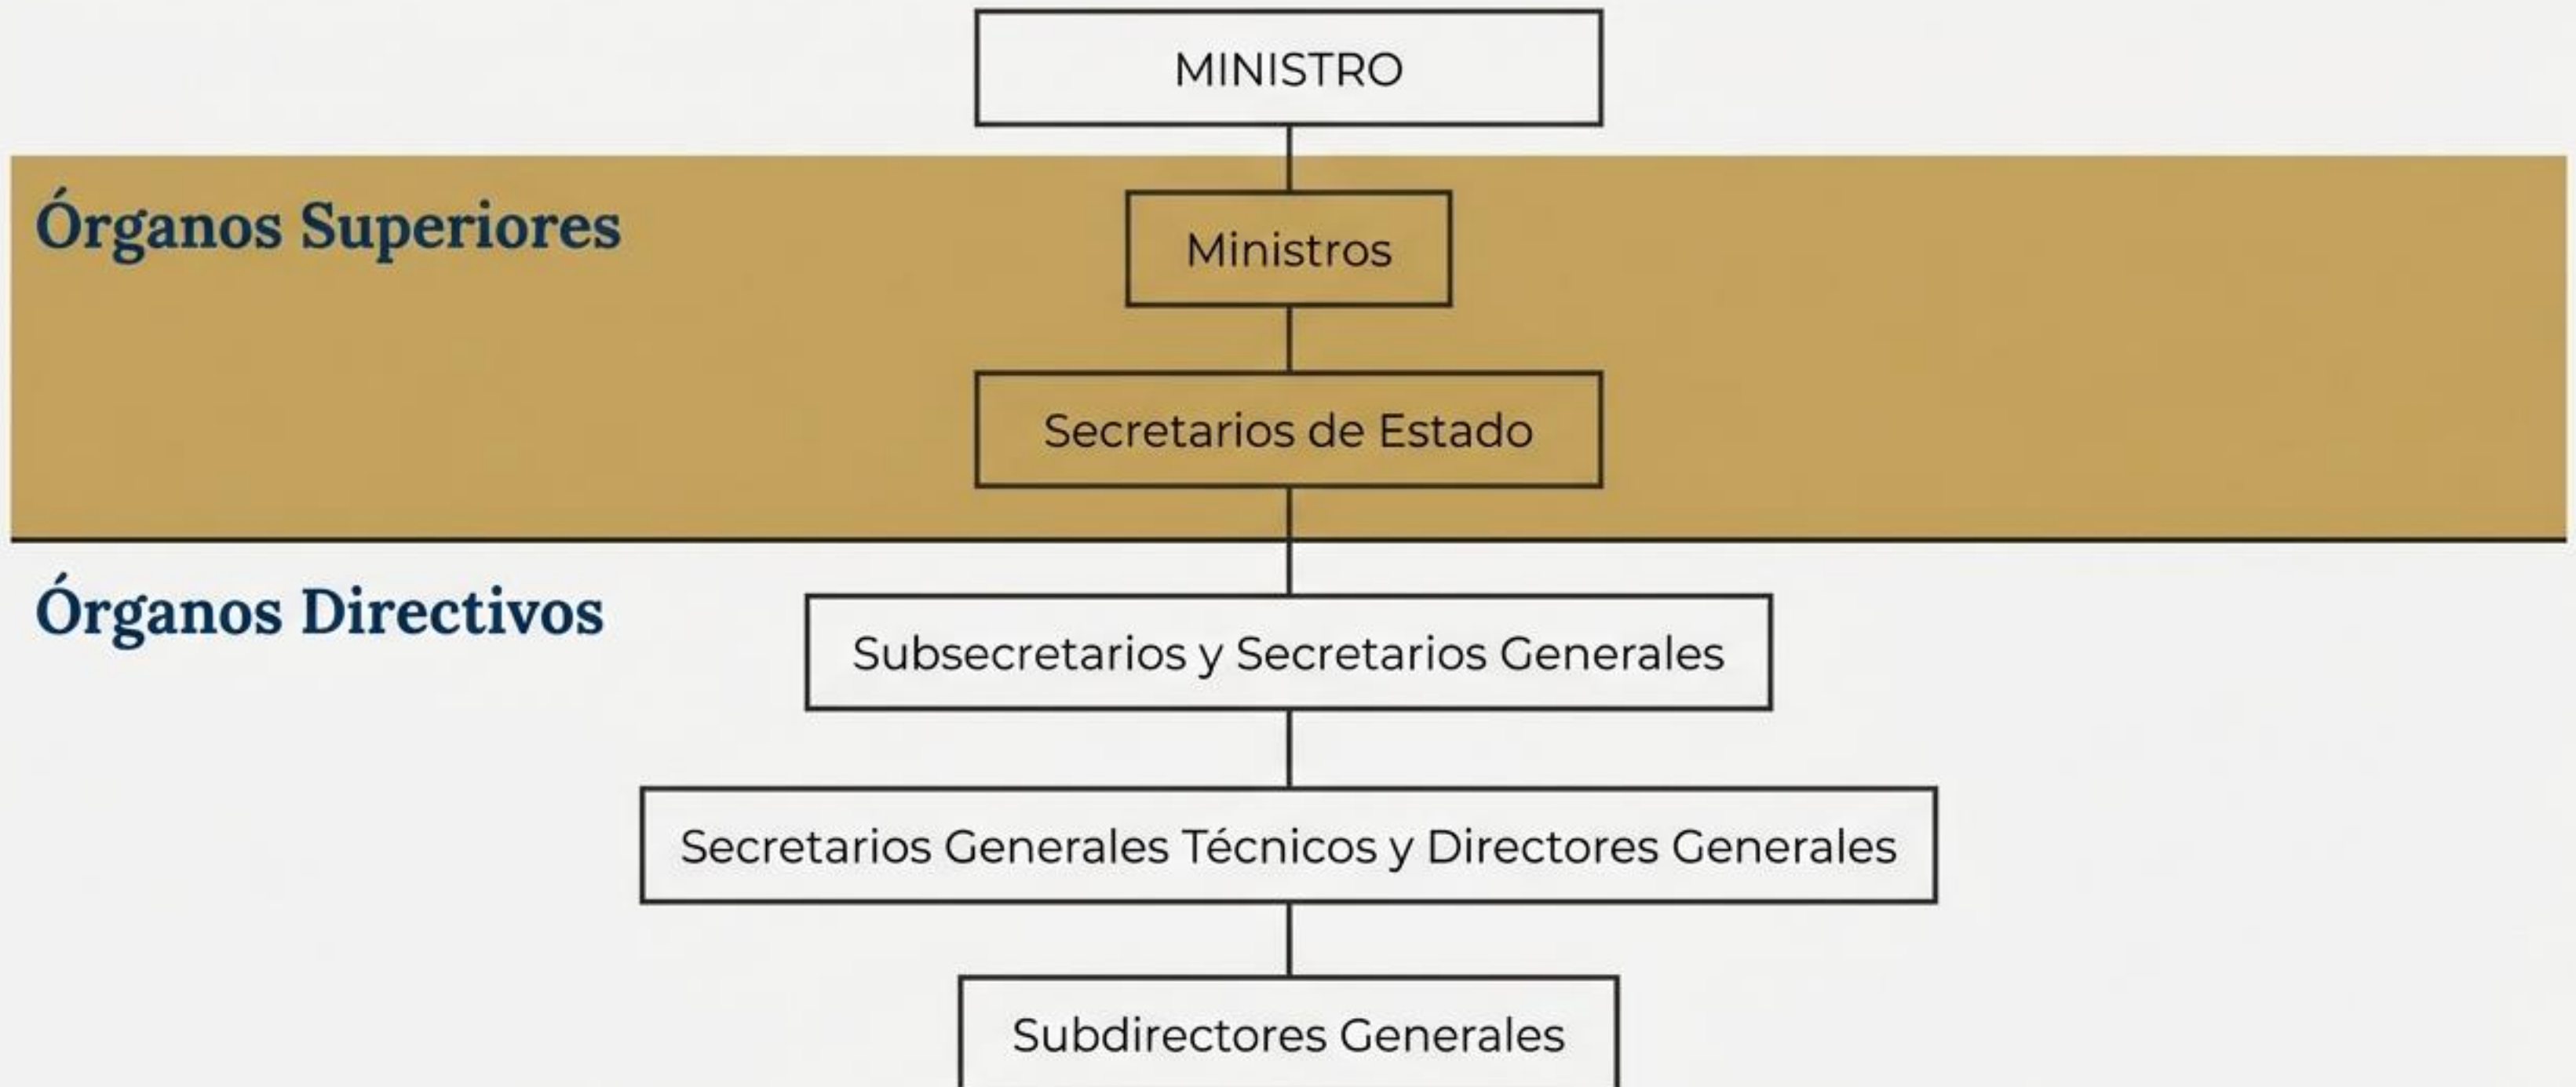 MINISTRO
Órganos Superiores
Ministros
Secretarios de Estado
Órganos Directivos
Subsecretarios y Secretarios Generales
Secretarios Generales Técnicos y Directores Generales
Subdirectores Generales